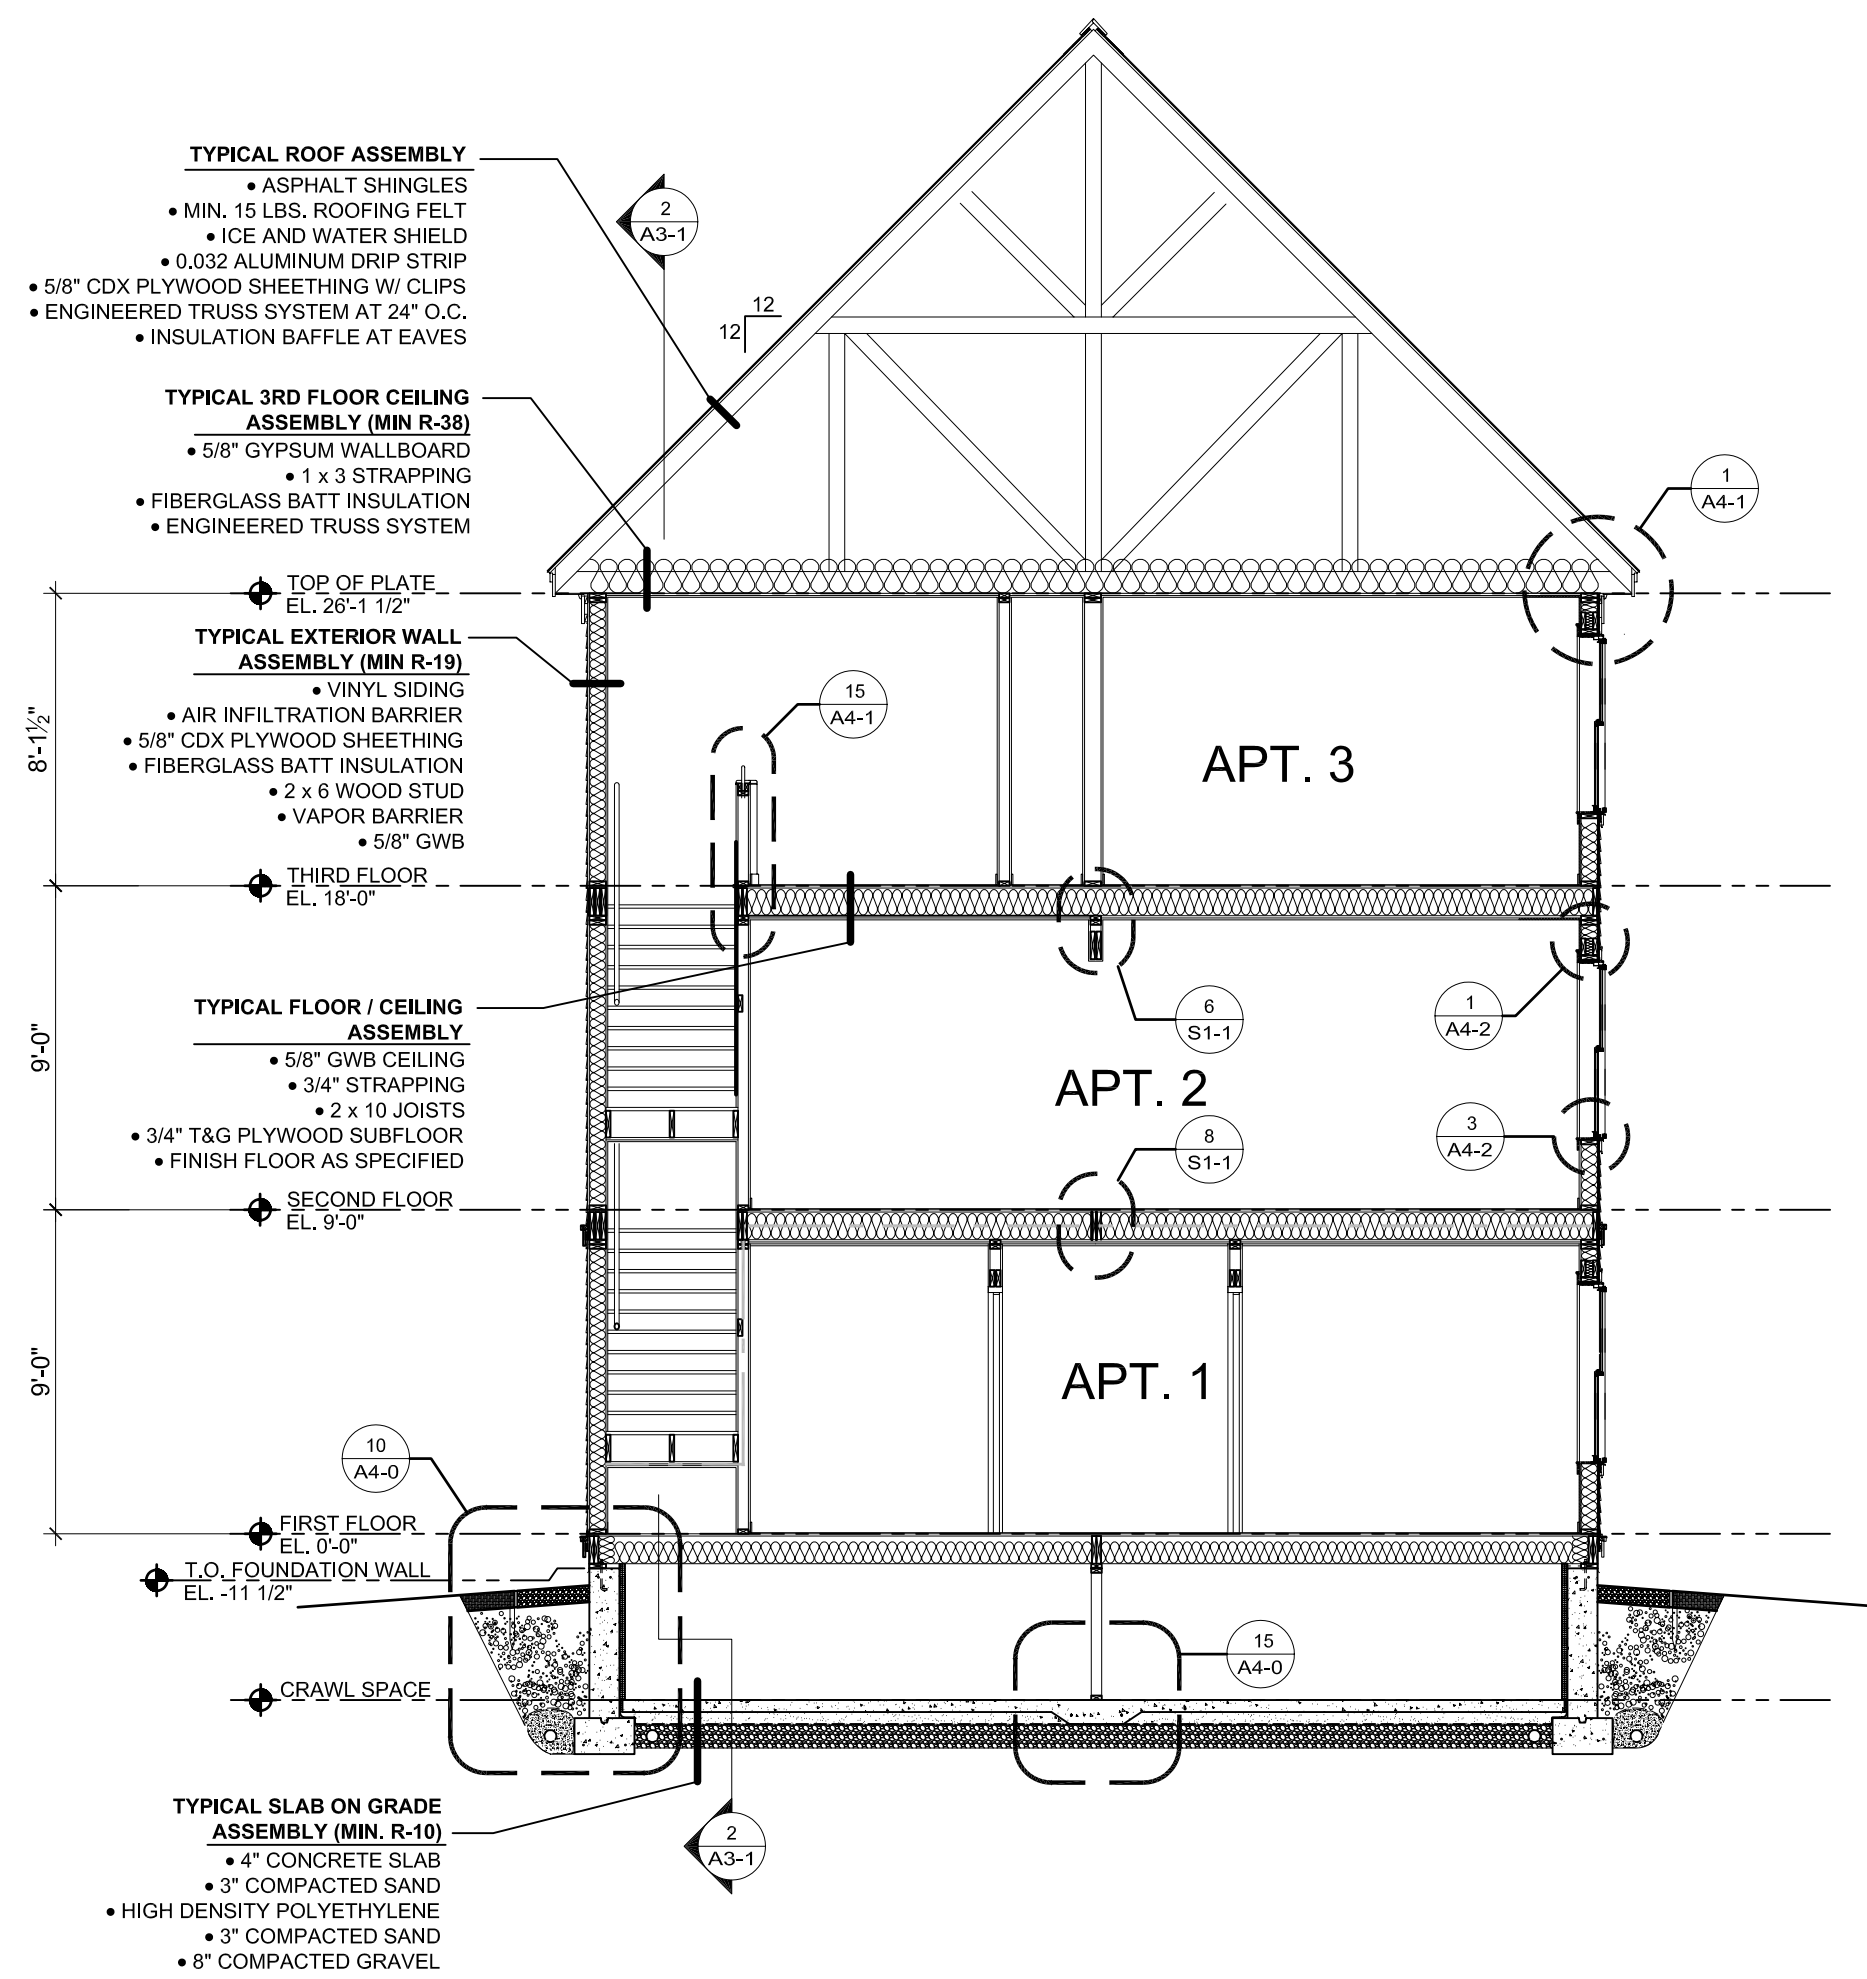 TYPICAL ROOF ASSEMBLY
• ASPHALT SHINGLES
• MIN. 15 LBS. ROOFING FELT
• ICE AND WATER SHIELD
• 0.032 ALUMINUM DRIP STRIP
• 5/8" CDX PLYWOOD SHEETHING W/ CLIPS
• ENGINEERED TRUSS SYSTEM AT 24" O.C.
• INSULATION BAFFLE AT EAVES
2
A3-1
12
12
TYPICAL 3RD FLOOR CEILING
ASSEMBLY (MIN R-38)
• 5/8" GYPSUM WALLBOARD
• 1 x 3 STRAPPING
• FIBERGLASS BATT INSULATION
• ENGINEERED TRUSS SYSTEM
1
A4-1
TOP OF PLATE
EL. 26'-1 1/2"
TYPICAL EXTERIOR WALL
ASSEMBLY (MIN R-19)
• VINYL SIDING
• AIR INFILTRATION BARRIER
• 5/8" CDX PLYWOOD SHEETHING
• FIBERGLASS BATT INSULATION
• 2 x 6 WOOD STUD
• VAPOR BARRIER
• 5/8" GWB
8'-1½"
15
A4-1
APT. 3
THIRD FLOOR
EL. 18'-0"
TYPICAL FLOOR / CEILING
ASSEMBLY
• 5/8" GWB CEILING
• 3/4" STRAPPING
• 2 x 10 JOISTS
• 3/4" T&G PLYWOOD SUBFLOOR
• FINISH FLOOR AS SPECIFIED
9'-0"
6
S1-1
1
A4-2
APT. 2
8
S1-1
3
A4-2
SECOND FLOOR
EL. 9'-0"
9'-0"
APT. 1
10
A4-0
FIRST FLOOR
EL. 0'-0"
T.O. FOUNDATION WALL
EL. -11 1/2"
15
A4-0
CRAWL SPACE
TYPICAL SLAB ON GRADE
ASSEMBLY (MIN. R-10)
• 4" CONCRETE SLAB
• 3" COMPACTED SAND
• HIGH DENSITY POLYETHYLENE
• 3" COMPACTED SAND
• 8" COMPACTED GRAVEL
2
A3-1